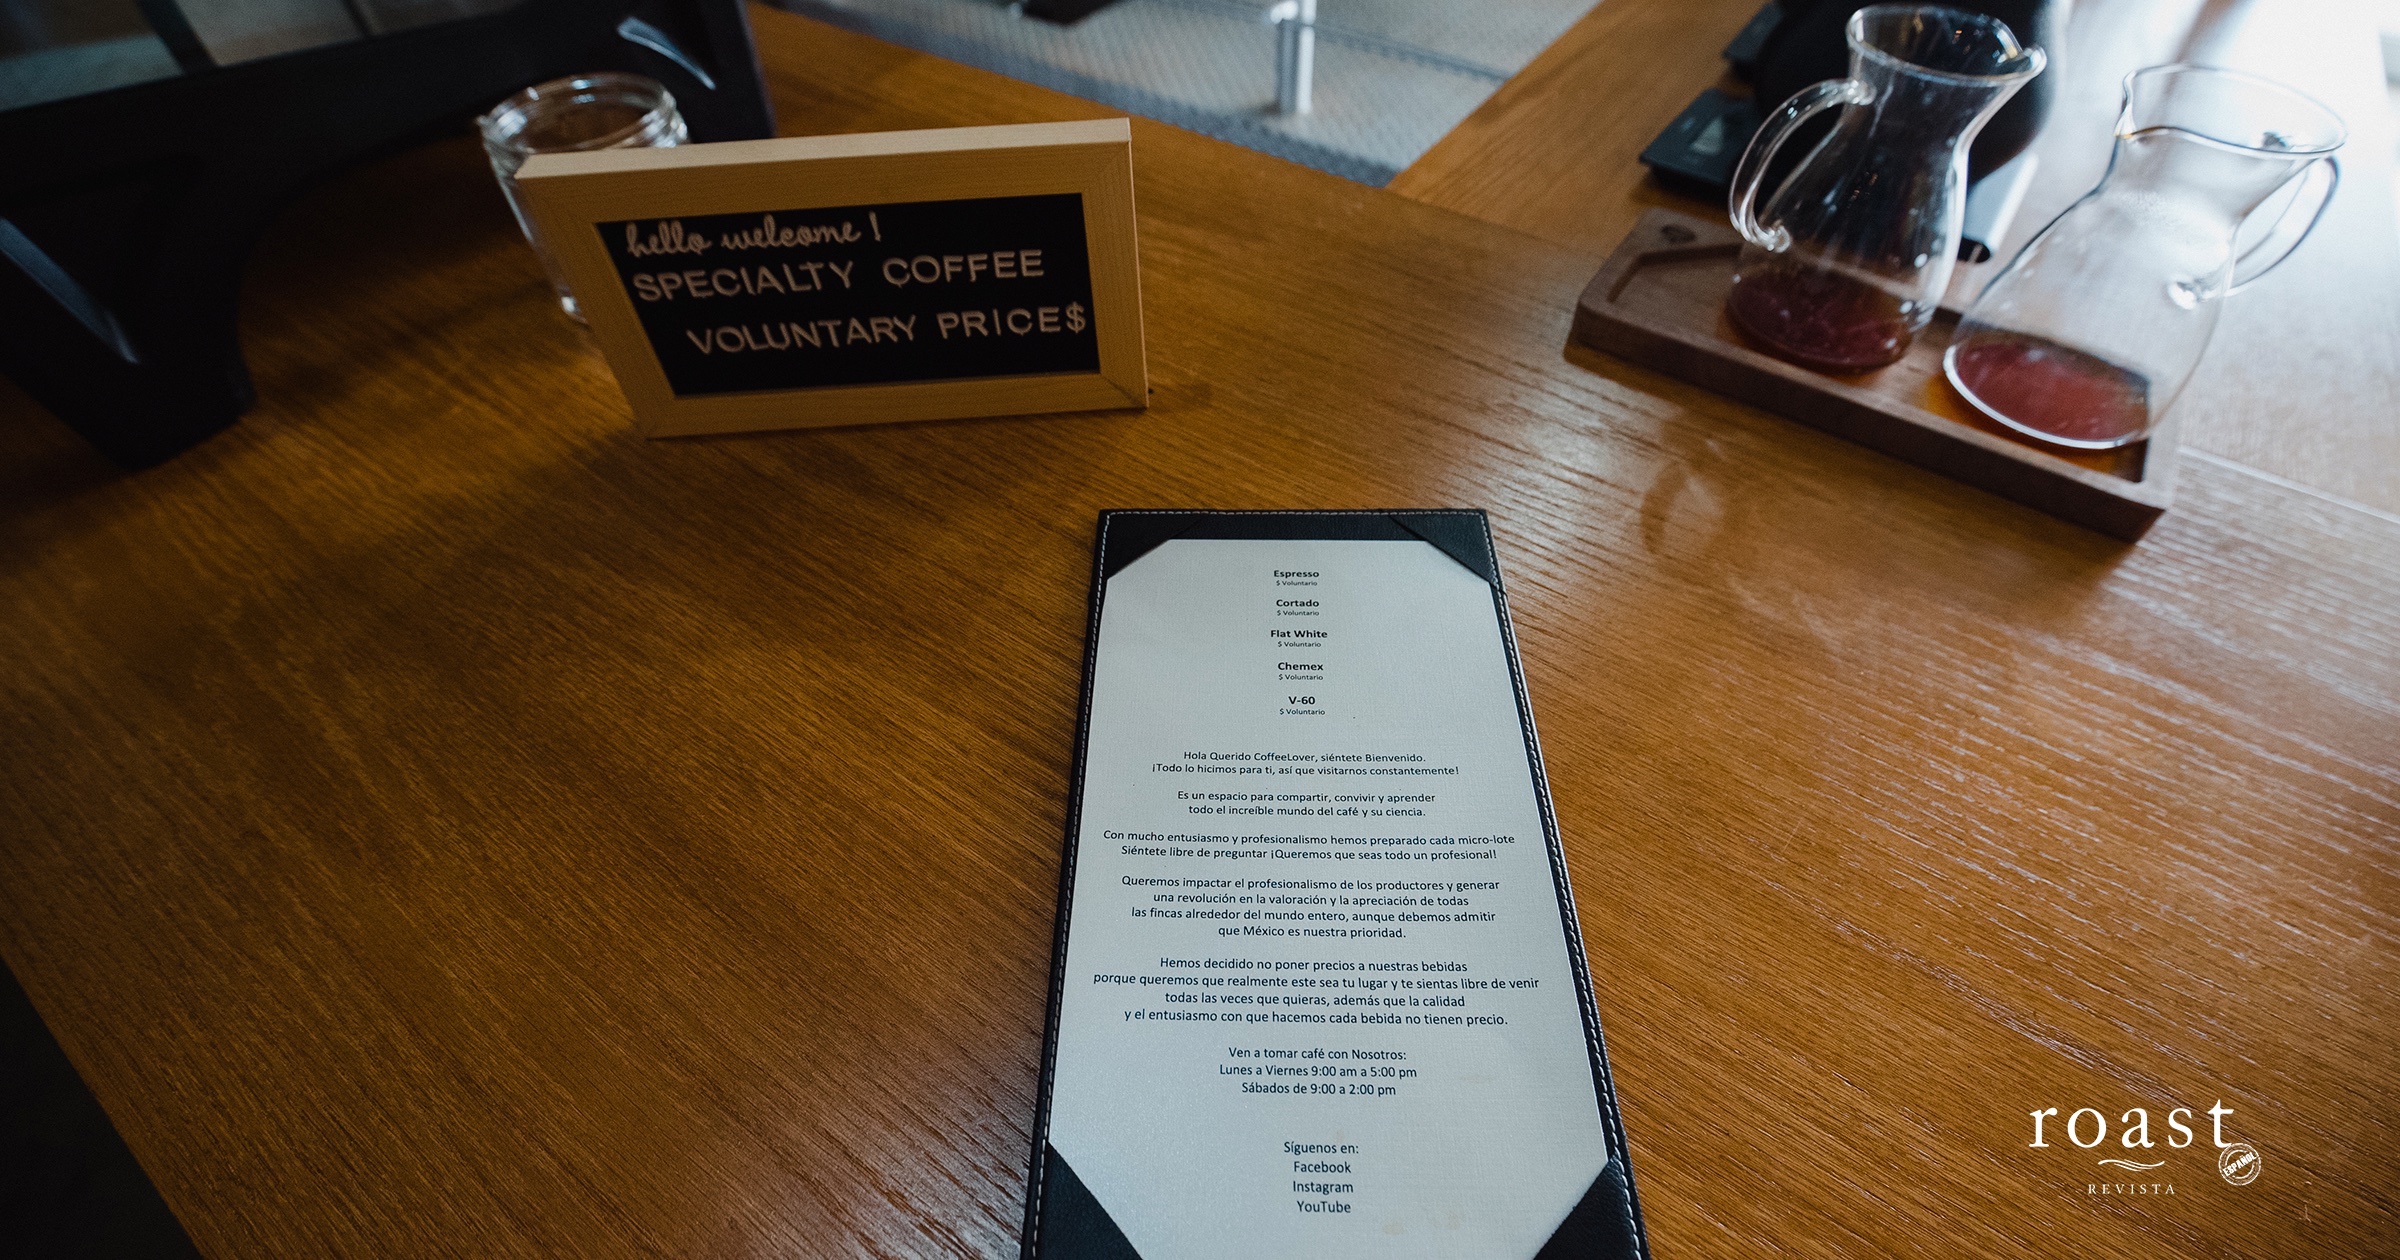 hello welcome!
SPECIALTY COFFEE
VOLUNTARY PRICE$
Espresso
$ Voluntario
Cortado
$ Voluntario
Flat White
$ Voluntario
Chemex
$ Voluntario
V-60
$ Voluntario
Hola Querido CoffeeLover, siéntete Bienvenido.
¡Todo lo hicimos para ti, así que visitarnos constantemente!
Es un espacio para compartir, convivir y aprender
todo el increíble mundo del café y su ciencia.
Con mucho entusiasmo y profesionalismo hemos preparado cada micro-lote
Siéntete libre de preguntar ¡Queremos que seas todo un profesional!
Queremos impactar el profesionalismo de los productores y generar
una revolución en la valoración y la apreciación de todas
las fincas alrededor del mundo entero, aunque debemos admitir
que México es nuestra prioridad.
Hemos decidido no poner precios a nuestras bebidas
porque queremos que realmente este sea tu lugar y te sientas libre de venir
todas las veces que quieras, además que la calidad
y el entusiasmo con que hacemos cada bebida no tienen precio.
Ven a tomar café con Nosotros:
Lunes a Viernes 9:00 am a 5:00 pm
Sábados de 9:00 a 2:00 pm
Síguenos en:
Facebook
Instagram
YouTube
roast
ESPAÑOL
REVISTA